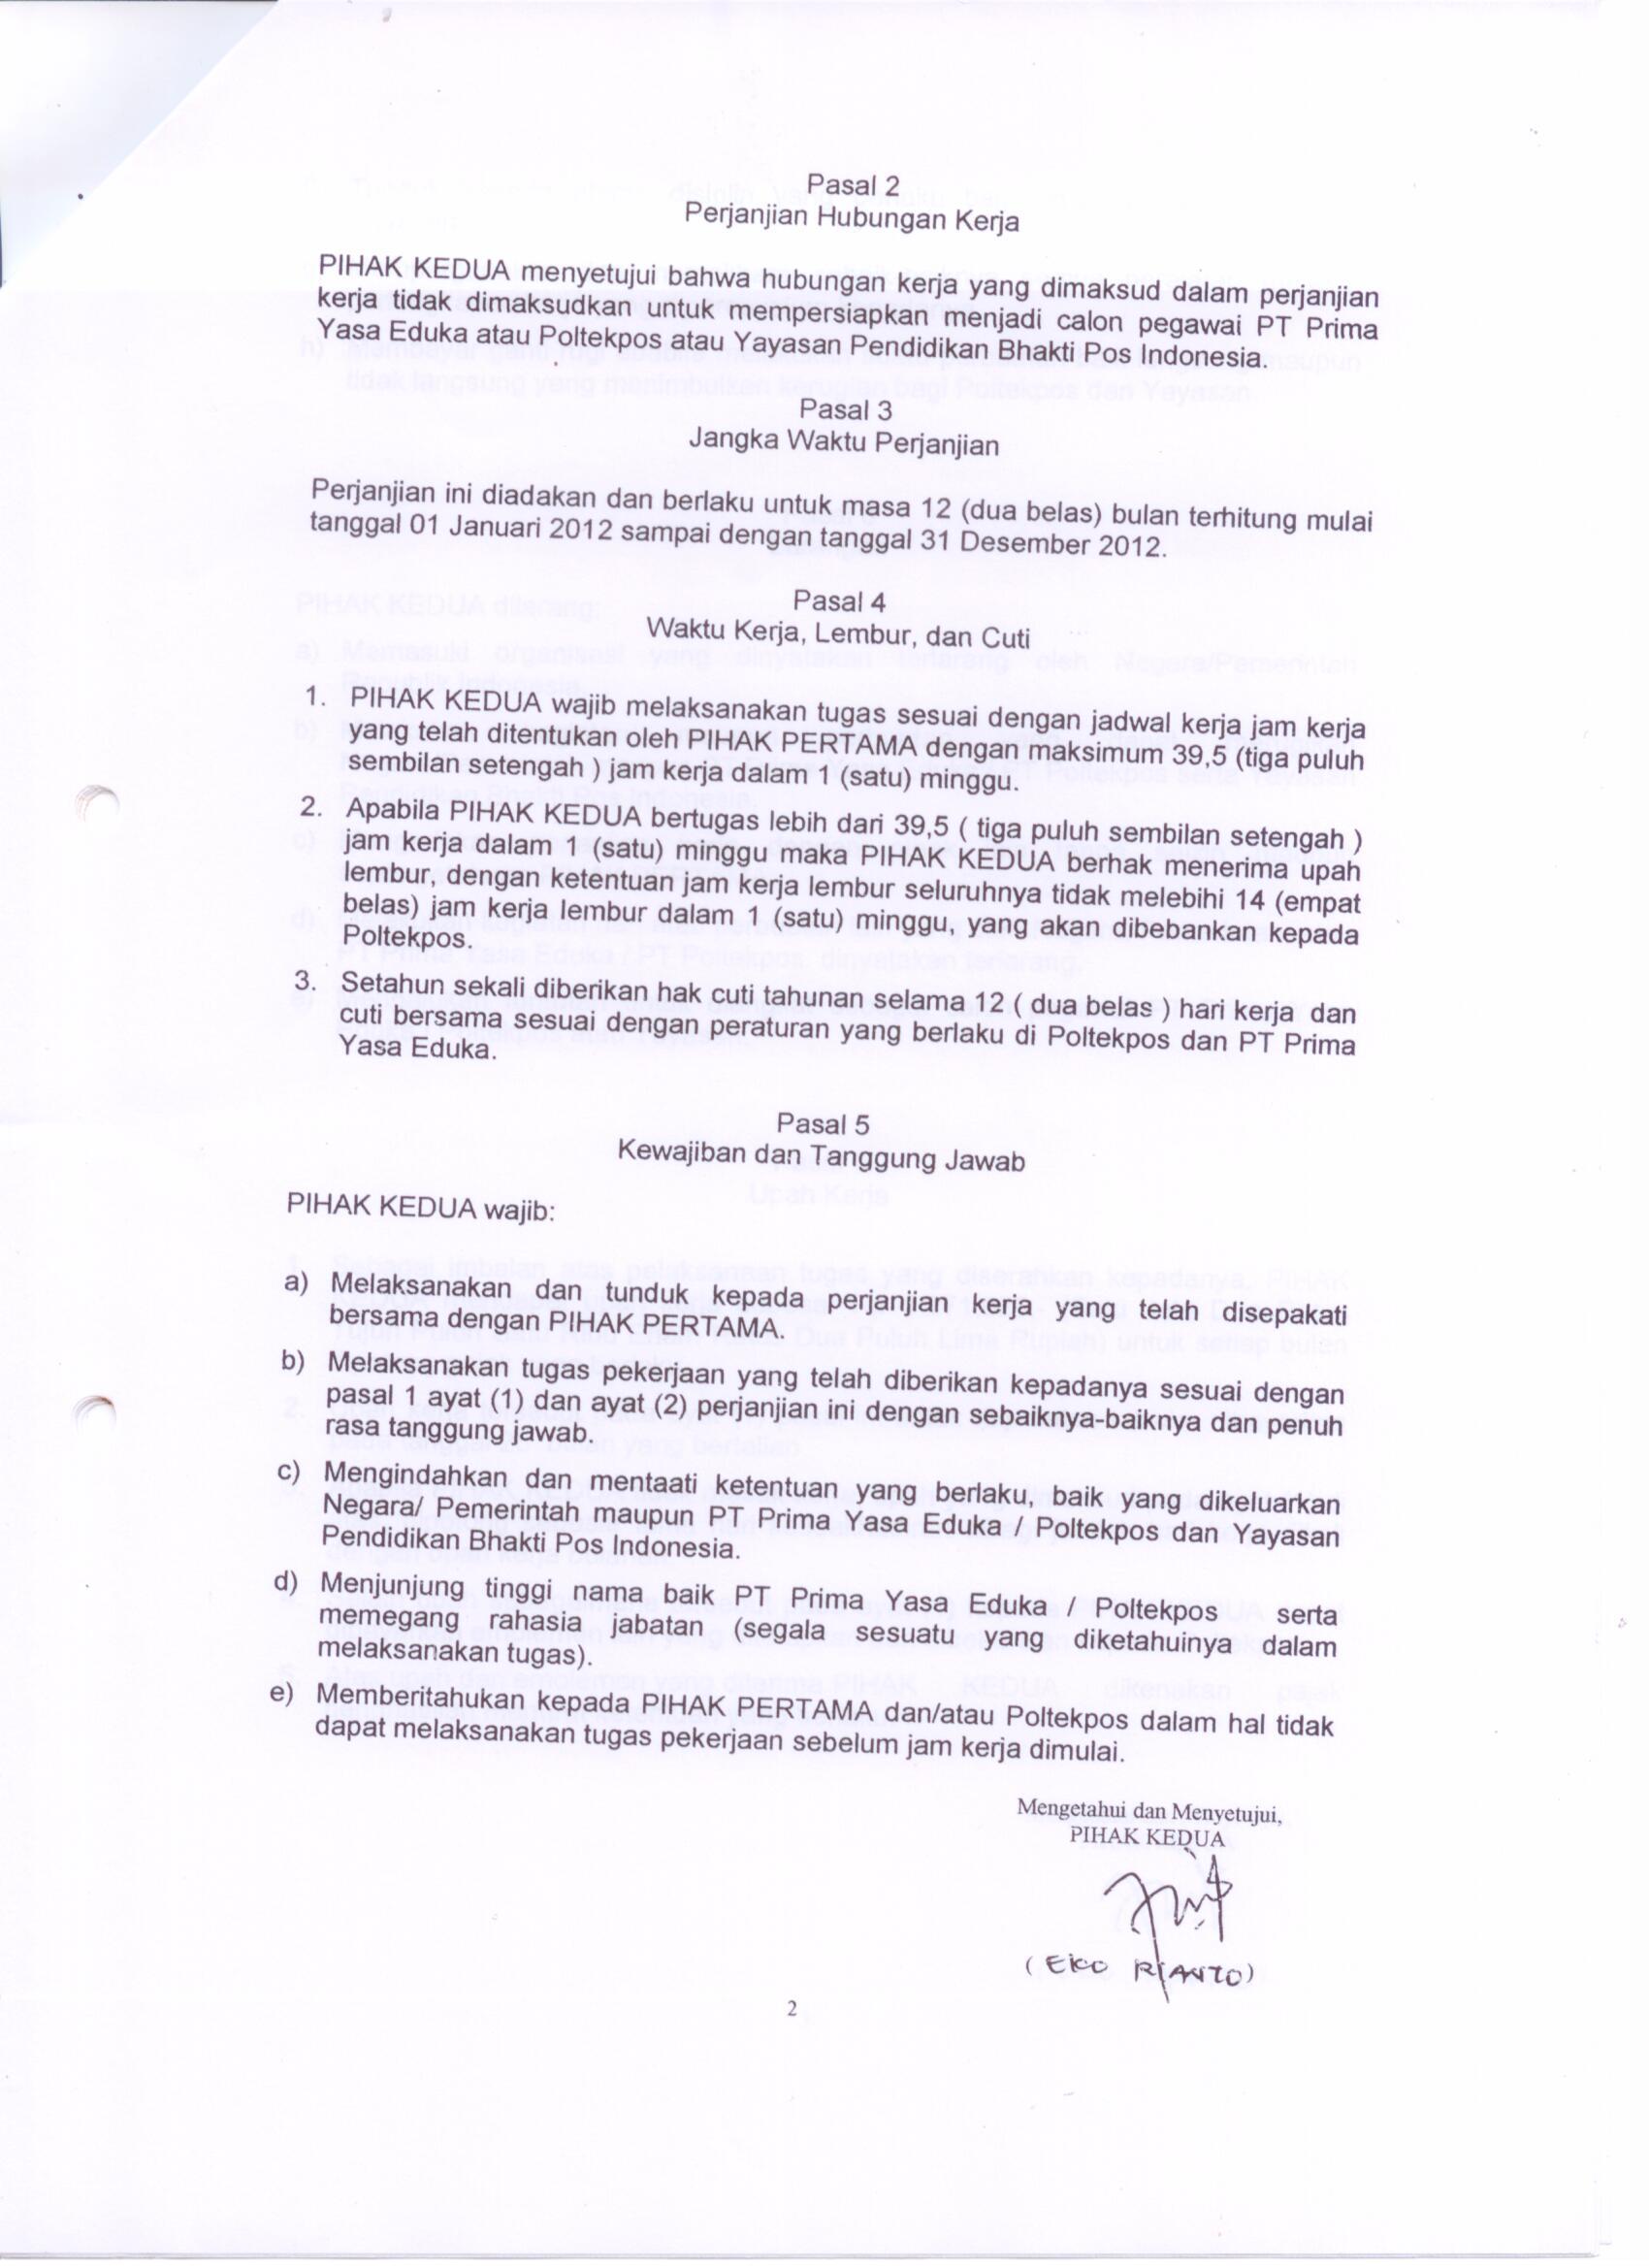 Pasal 2
Perjanjian Hubungan Kerja
PIHAK KEDUA menyetujui bahwa hubungan kerja yang dimaksud dalam perjanjian
kerja tidak dimaksudkan untuk mempersiapkan menjadi calon pegawai PT Prima
Yasa Eduka atau Poltekpos atau Yayasan Pendidikan Bhakti Pos Indonesia.
Pasal 3
Jangka Waktu Perjanjian
Perjanjian ini diadakan dan berlaku untuk masa 12 (dua belas) bulan terhitung mulai
tanggal 01 Januari 2012 sampai dengan tanggal 31 Desember 2012.
Pasal 4
Waktu Kerja, Lembur, dan Cuti
1. PIHAK KEDUA wajib melaksanakan tugas sesuai dengan jadwal kerja jam kerja
yang telah ditentukan oleh PIHAK PERTAMA dengan maksimum 39,5 (tiga puluh
sembilan setengah ) jam kerja dalam 1 (satu) minggu.
2. Apabila PIHAK KEDUA bertugas lebih dari 39,5 ( tiga puluh sembilan setengah )
jam kerja dalam 1 (satu) minggu maka PIHAK KEDUA berhak menerima upah
lembur, dengan ketentuan jam kerja lembur seluruhnya tidak melebihi 14 (empat
belas) jam kerja lembur dalam 1 (satu) minggu, yang akan dibebankan kepada
Poltekpos.
3. Setahun sekali diberikan hak cuti tahunan selama 12 ( dua belas ) hari kerja dan
cuti bersama sesuai dengan peraturan yang berlaku di Poltekpos dan PT Prima
Yasa Eduka.
Pasal 5
Kewajiban dan Tanggung Jawab
PIHAK KEDUA wajib:
a) Melaksanakan dan tunduk kepada perjanjian kerja yang telah disepakati
bersama dengan PIHAK PERTAMA.
b) Melaksanakan tugas pekerjaan yang telah diberikan kepadanya sesuai dengan
pasal 1 ayat (1) dan ayat (2) perjanjian ini dengan sebaiknya-baiknya dan penuh
rasa tanggung jawab.
c) Mengindahkan dan mentaati ketentuan yang berlaku, baik yang dikeluarkan
Negara/ Pemerintah maupun PT Prima Yasa Eduka / Poltekpos dan Yayasan
Pendidikan Bhakti Pos Indonesia.
d) Menjunjung tinggi nama baik PT Prima Yasa Eduka / Poltekpos serta
memegang rahasia jabatan (segala sesuatu yang diketahuinya dalam
melaksanakan tugas).
e) Memberitahukan kepada PIHAK PERTAMA dan/atau Poltekpos dalam hal tidak
dapat melaksanakan tugas pekerjaan sebelum jam kerja dimulai.
Mengetahui dan Menyetujui,
PIHAK KEDUA
(EKO RIANTO)
2